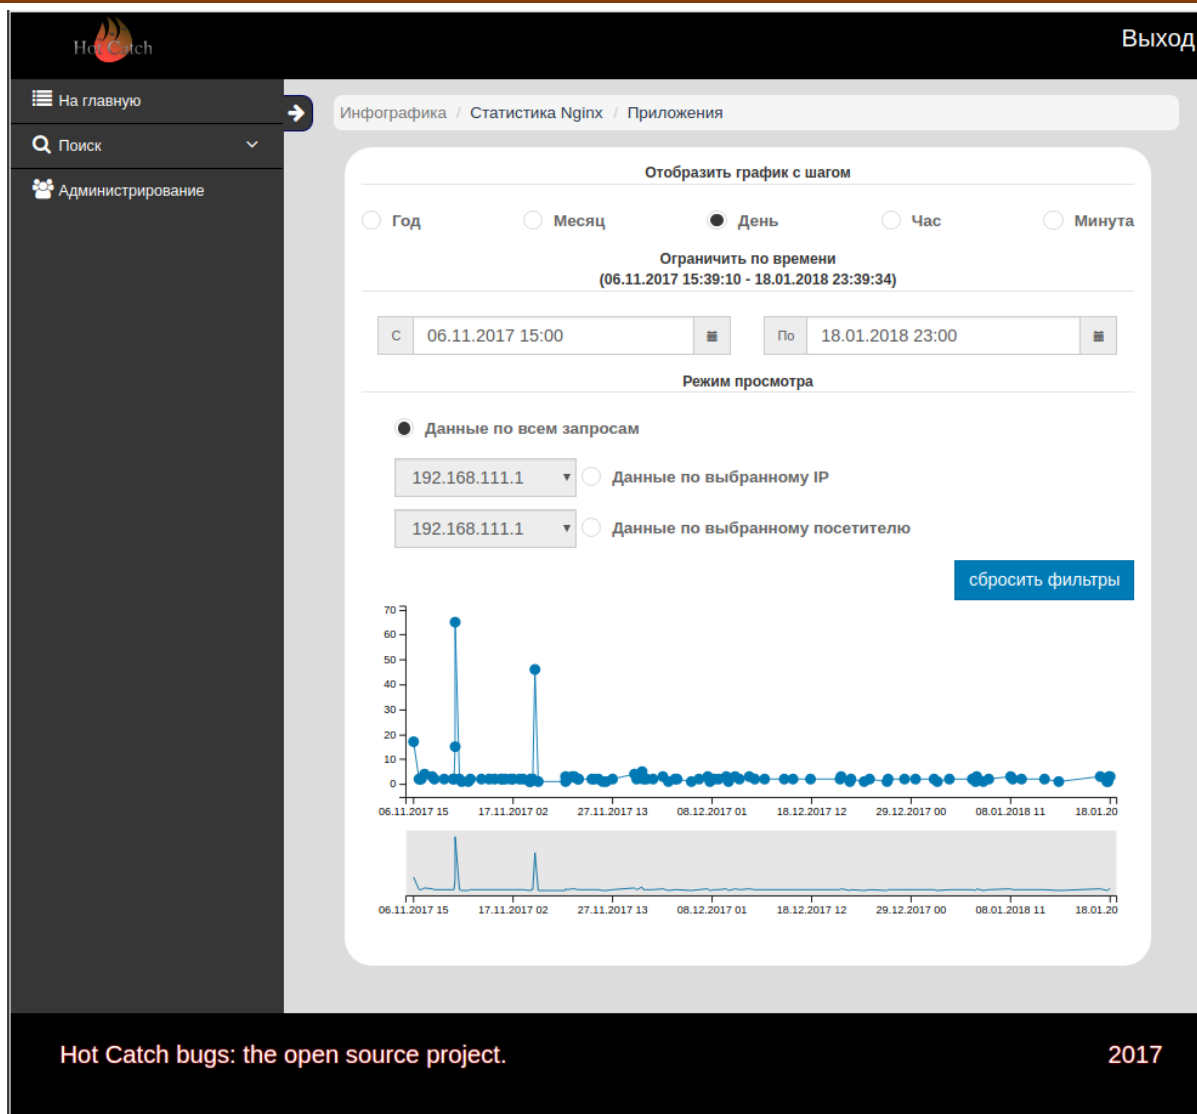 Hot Catch
Выход
На главную
Поиск
Администрирование
Инфографика / Статистика Nginx / Приложения
Отобразить график с шагом
Год Месяц День Час Минута
Ограничить по времени
(06.11.2017 15:39:10 - 18.01.2018 23:39:34)
С 06.11.2017 15:00 По 18.01.2018 23:00
Режим просмотра
Данные по всем запросам
192.168.111.1 Данные по выбранному IP
192.168.111.1 Данные по выбранному посетителю
сбросить фильтры
70
60
50
40
30
20
10
0
06.11.2017 15 17.11.2017 02 27.11.2017 13 08.12.2017 01 18.12.2017 12 29.12.2017 00 08.01.2018 11 18.01.20
06.11.2017 15 17.11.2017 02 27.11.2017 13 08.12.2017 01 18.12.2017 12 29.12.2017 00 08.01.2018 11 18.01.20
Hot Catch bugs: the open source project. 2017